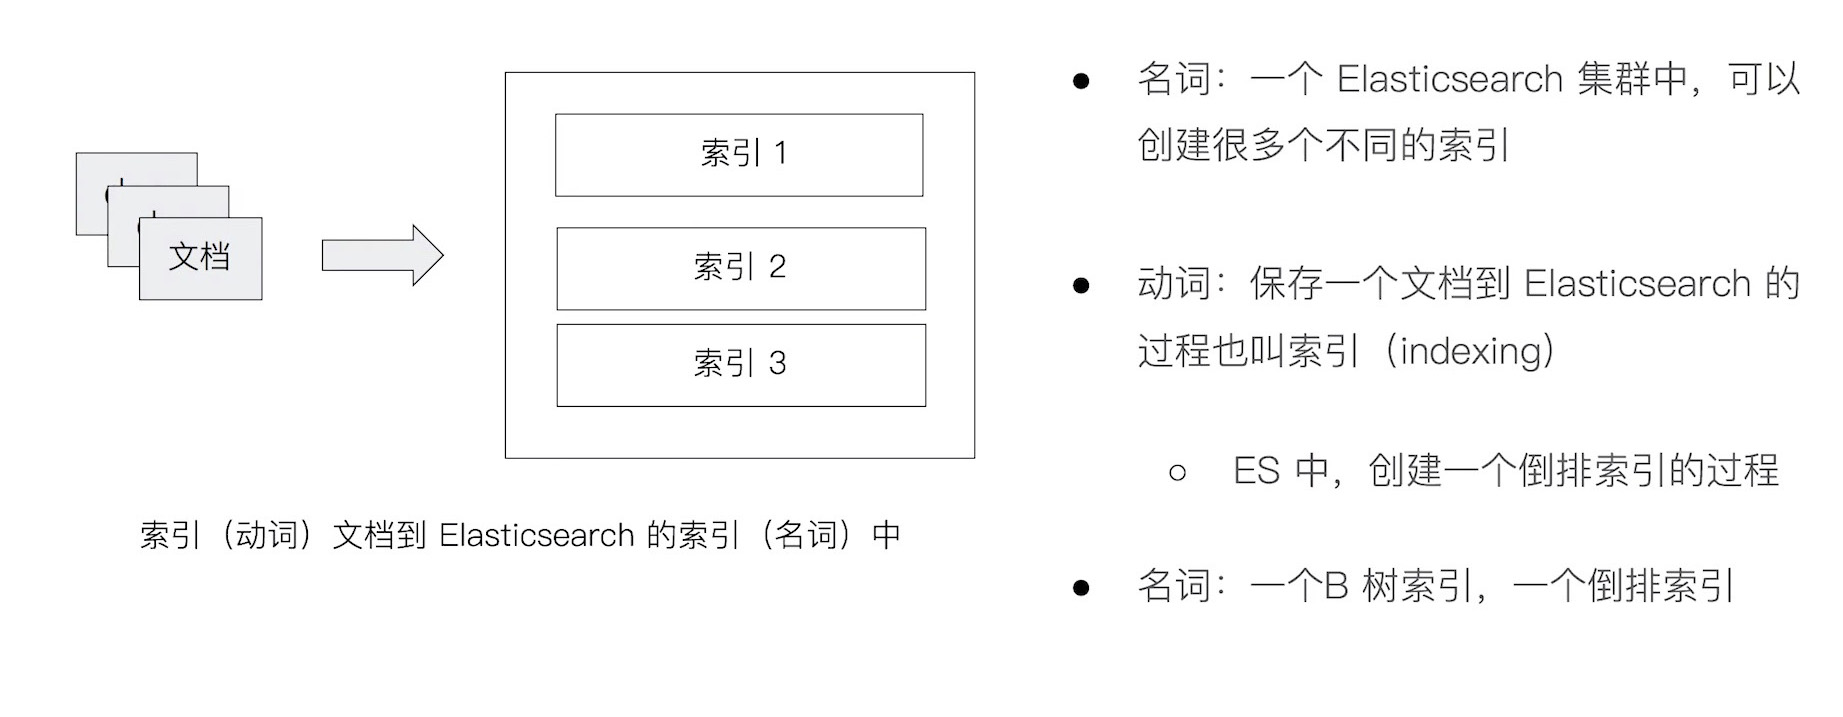 文档
索引 1
索引 2
索引 3
索引（动词）文档到 Elasticsearch 的索引（名词）中
● 名词：一个 Elasticsearch 集群中，可以
创建很多个不同的索引
● 动词：保存一个文档到 Elasticsearch 的
过程也叫索引（indexing）
○ ES 中，创建一个倒排索引的过程
● 名词：一个B 树索引，一个倒排索引